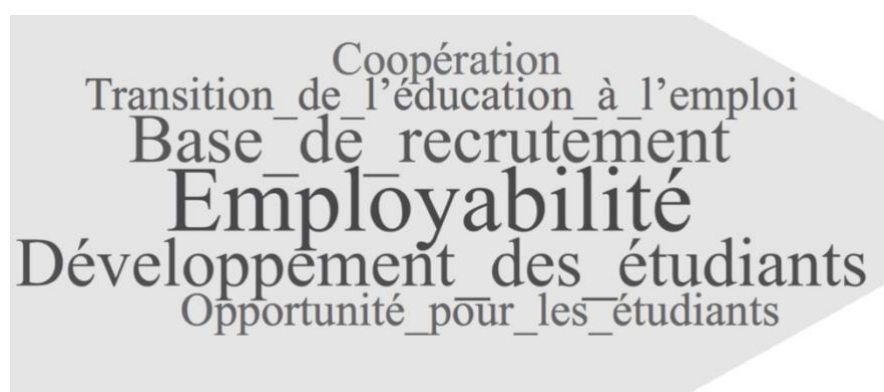 Coopération
Transition_de_l’éducation_à_l’emploi
Base_de_recrutement
Employabilité
Développement_des_étudiants
Opportunité_pour_les_étudiants